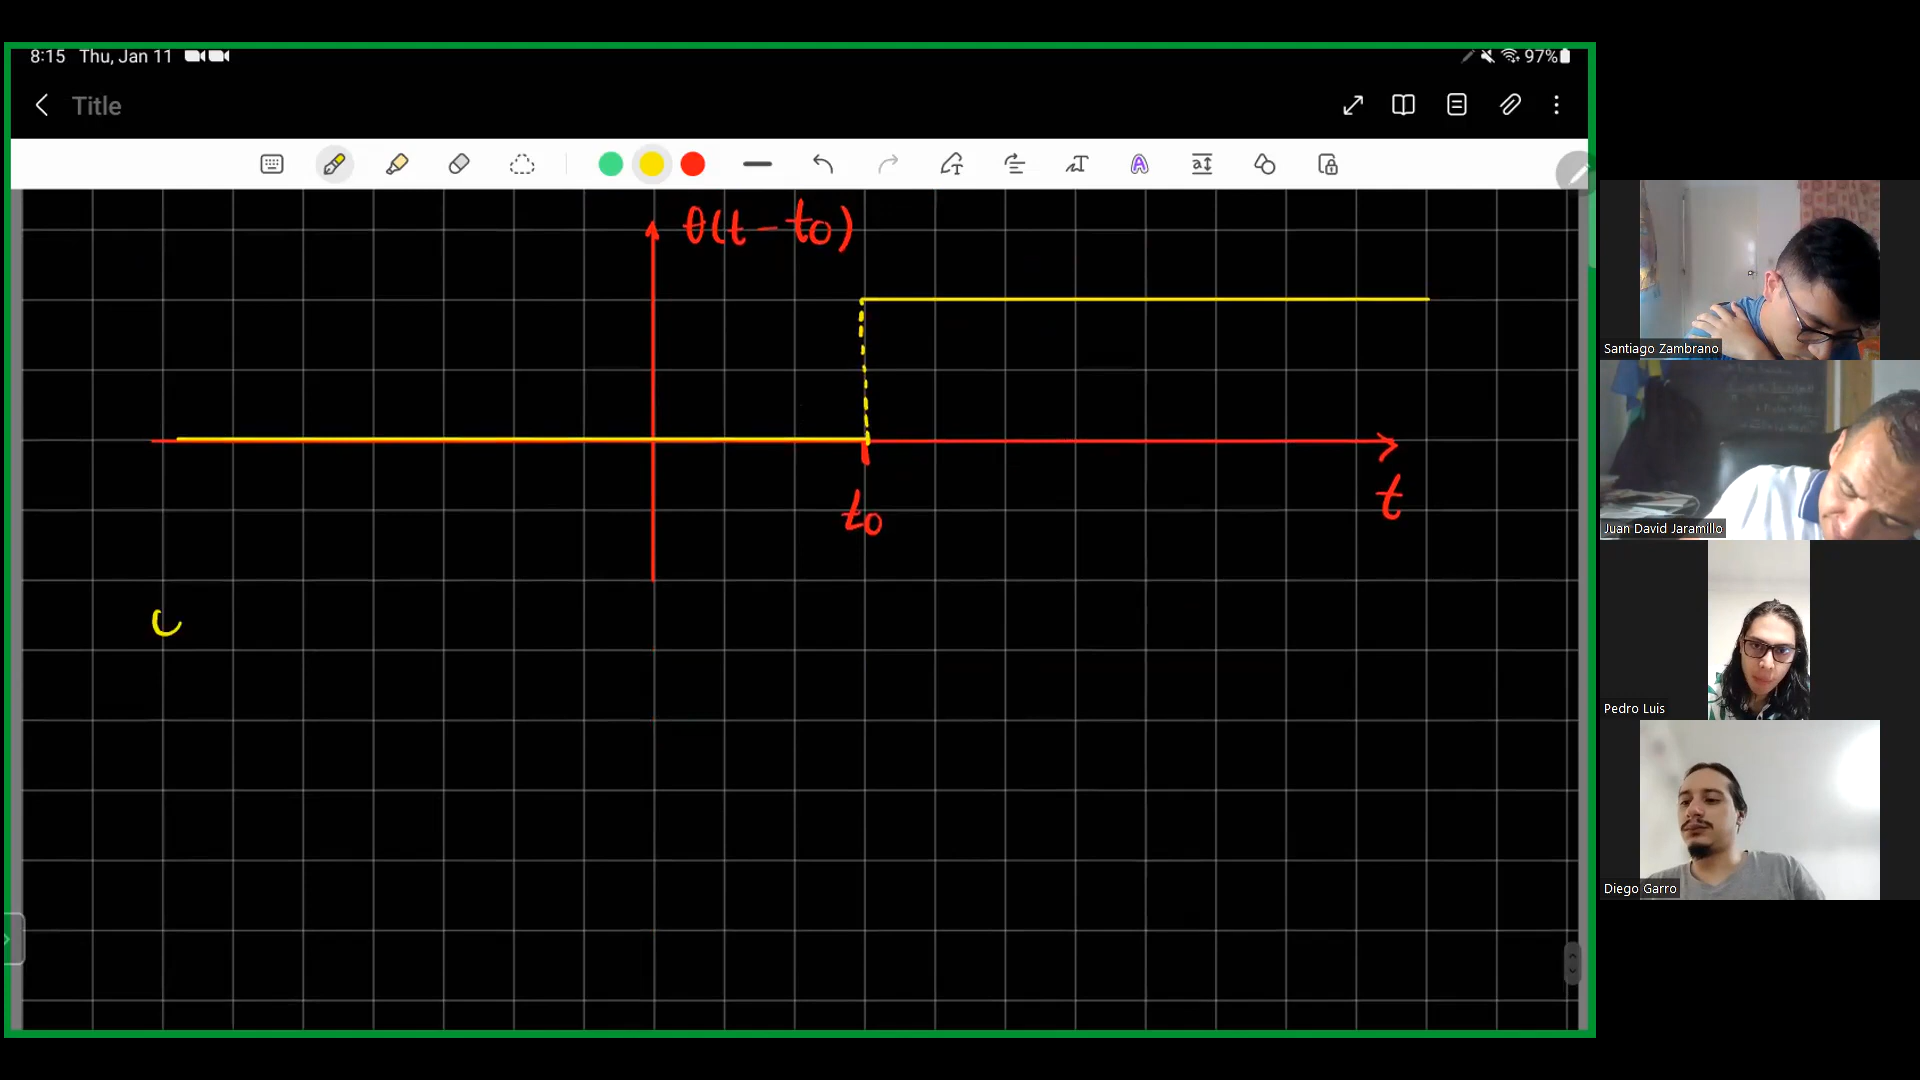 8:15 Thu, Jan 11 97%
Title
θ(t - t0)
t
t0
Santiago Zambrano
Juan David Jaramillo
Pedro Luis
Diego Garro